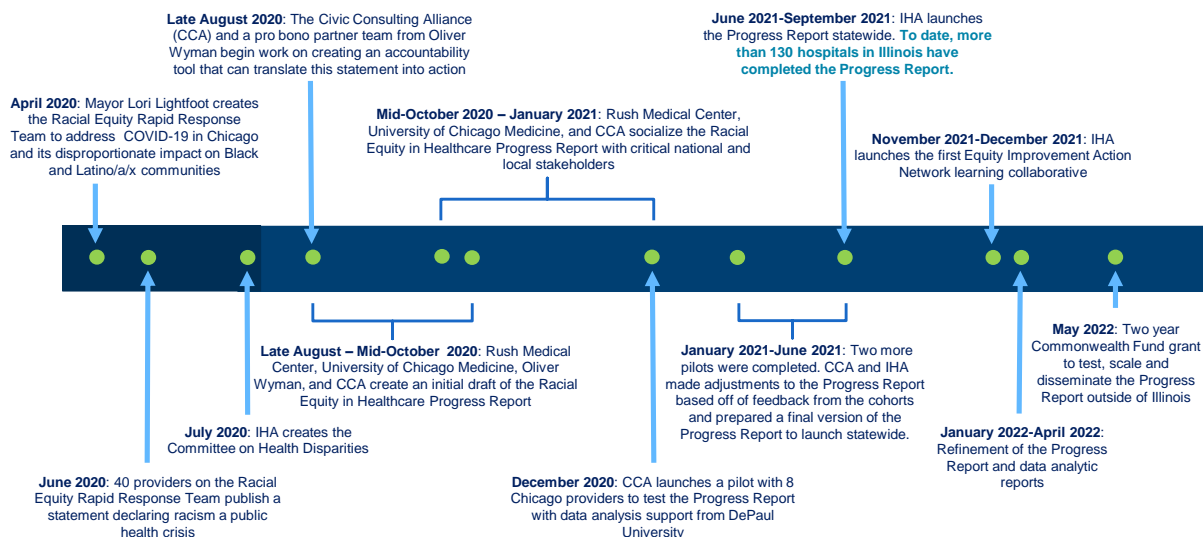 Late August 2020: The Civic Consulting Alliance
(CCA) and a pro bono partner team from Oliver
Wyman begin work on creating an accountability
tool that can translate this statement into action
June 2021-September 2021: IHA launches
the Progress Report statewide. To date, more
than 130 hospitals in Illinois have
completed the Progress Report.
April 2020: Mayor Lori Lightfoot creates
the Racial Equity Rapid Response
Team to address COVID-19 in Chicago
and its disproportionate impact on Black
and Latino/a/x communities
Mid-October 2020 – January 2021: Rush Medical Center,
University of Chicago Medicine, and CCA socialize the Racial
Equity in Healthcare Progress Report with critical national and
local stakeholders
November 2021-December 2021: IHA
launches the first Equity Improvement Action
Network learning collaborative
Late August – Mid-October 2020: Rush Medical
Center, University of Chicago Medicine, Oliver
Wyman, and CCA create an initial draft of the Racial
Equity in Healthcare Progress Report
January 2021-June 2021: Two more
pilots were completed. CCA and IHA
made adjustments to the Progress Report
based off of feedback from the cohorts
and prepared a final version of the
Progress Report to launch statewide.
May 2022: Two year
Commonwealth Fund grant
to test, scale and
disseminate the Progress
Report outside of Illinois
July 2020: IHA creates the
Committee on Health Disparities
January 2022-April 2022:
Refinement of the Progress
Report and data analytic
reports
June 2020: 40 providers on the Racial
Equity Rapid Response Team publish a
statement declaring racism a public
health crisis
December 2020: CCA launches a pilot with 8
Chicago providers to test the Progress Report
with data analysis support from DePaul
University